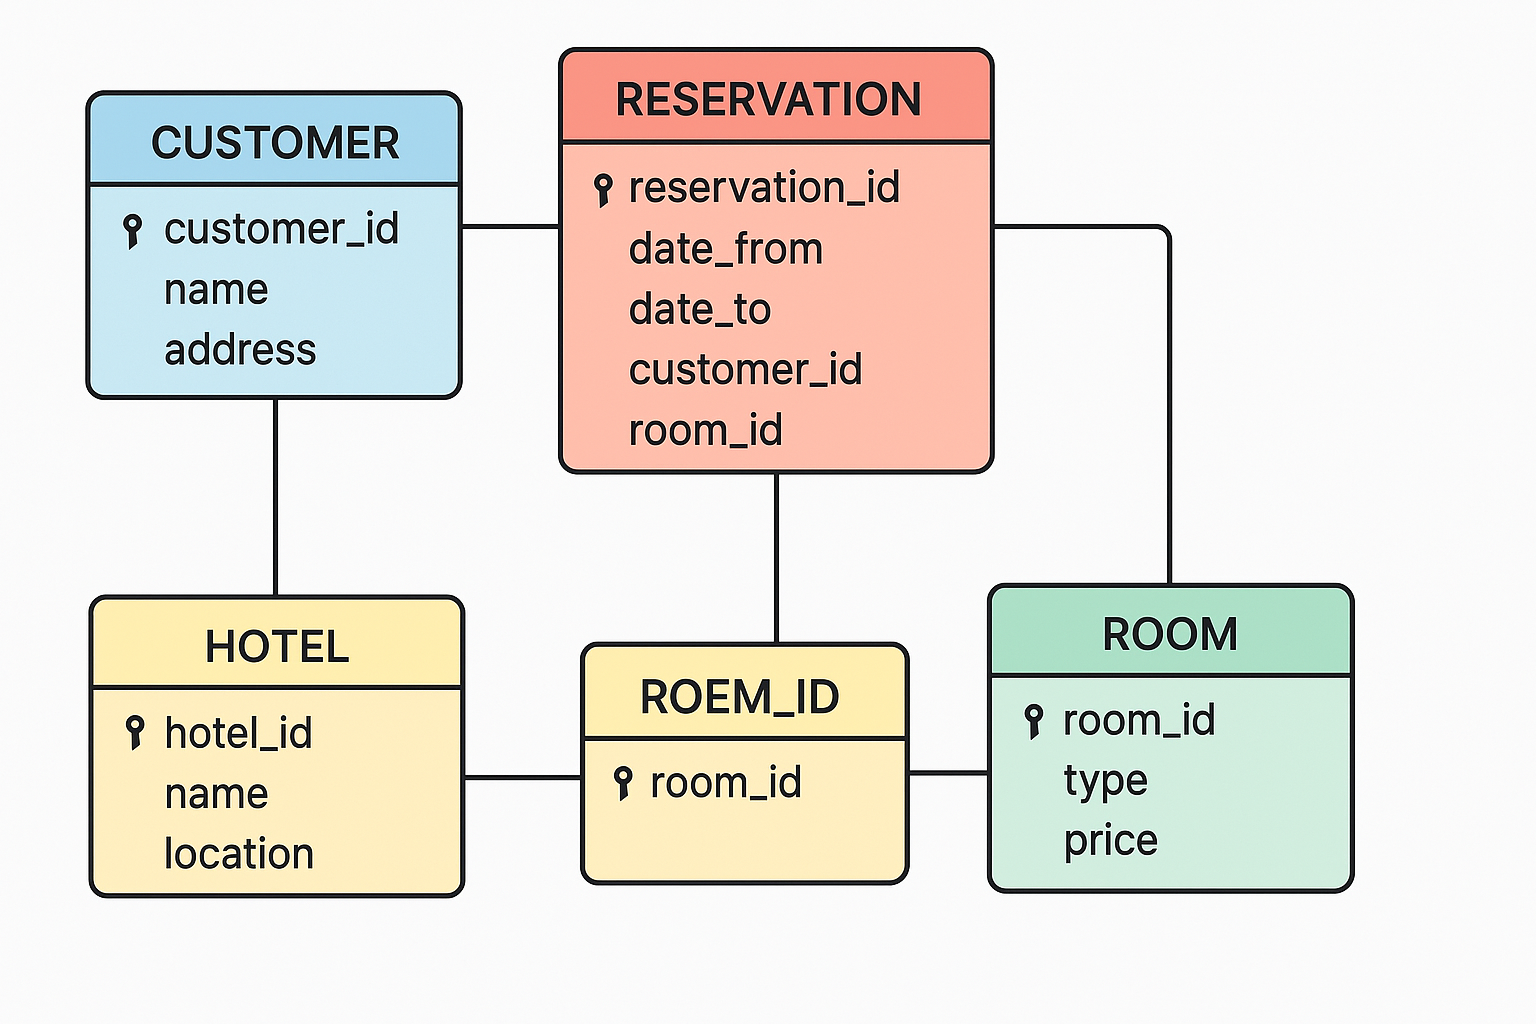 CUSTOMER
customer_id
name
address
RESERVATION
reservation_id
date_from
date_to
customer_id
room_id
HOTEL
hotel_id
name
location
ROEM_ID
room_id
ROOM
room_id
type
price